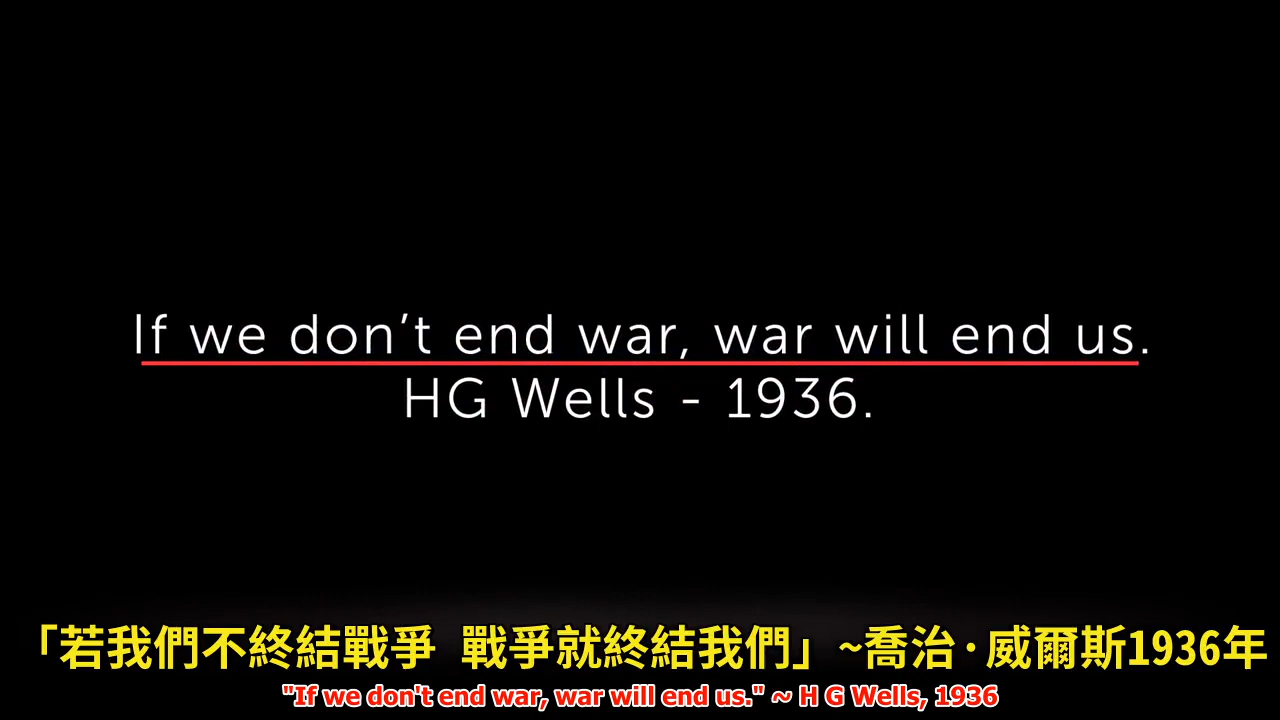 If we don’t end war, war will end us.
HG Wells - 1936.
「若我們不終結戰爭 戰爭就終結我們」~喬治·威爾斯1936年
"If we don't end war, war will end us." ~ H G Wells, 1936